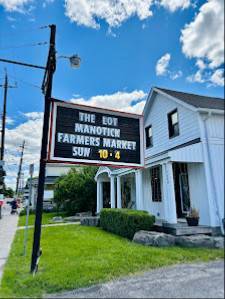 THE LOT
MANOTICK
FARMERS MARKET
SUN 10 - 4